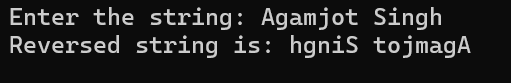 Enter the string: Agamjot Singh
Reversed string is: hgniS tojmagA